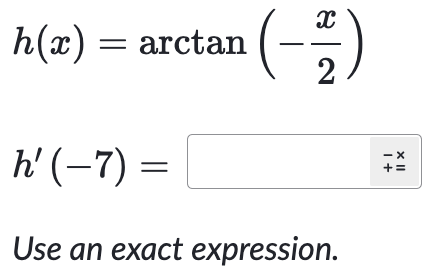 h(x) = arctan(-x/2)
h'(-7) =
Use an exact expression.